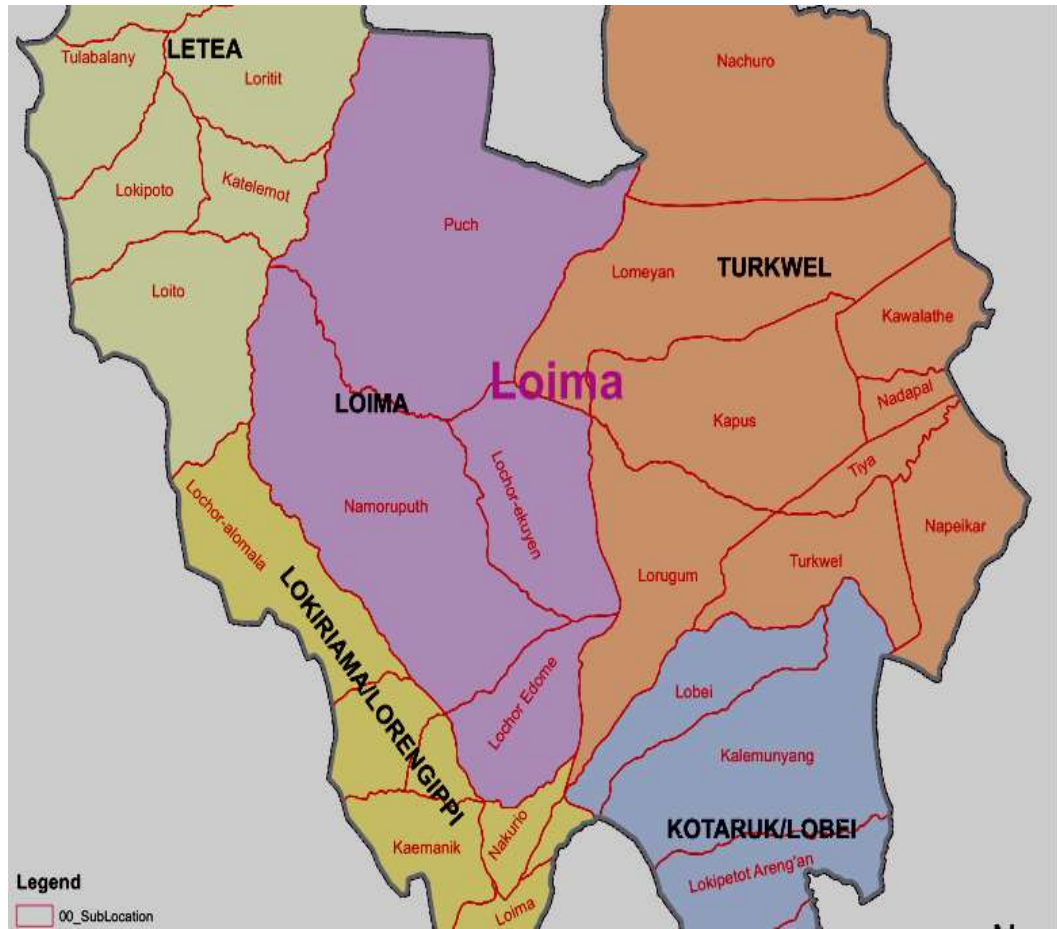 LETEA
Tulabalany
Loritit
Nachuro
Lokipoto
Katelemot
Puch
Lomeyan
TURKWEL
Loito
Kawalathe
Loima
LOIMA
Nadapal
Kapus
Tiya
Lochor-ekuyen
Namoruputh
Lochor-alomala
Napeikar
Turkwel
Lorugum
LOKIRIAMA/LORENGIPPI
Lobei
Lochor Edome
Kalemunyang
KOTARUK/LOBEI
Nakurio
Kaemanik
Lokipetot Areng'an
Loima
Legend
00_SubLocation